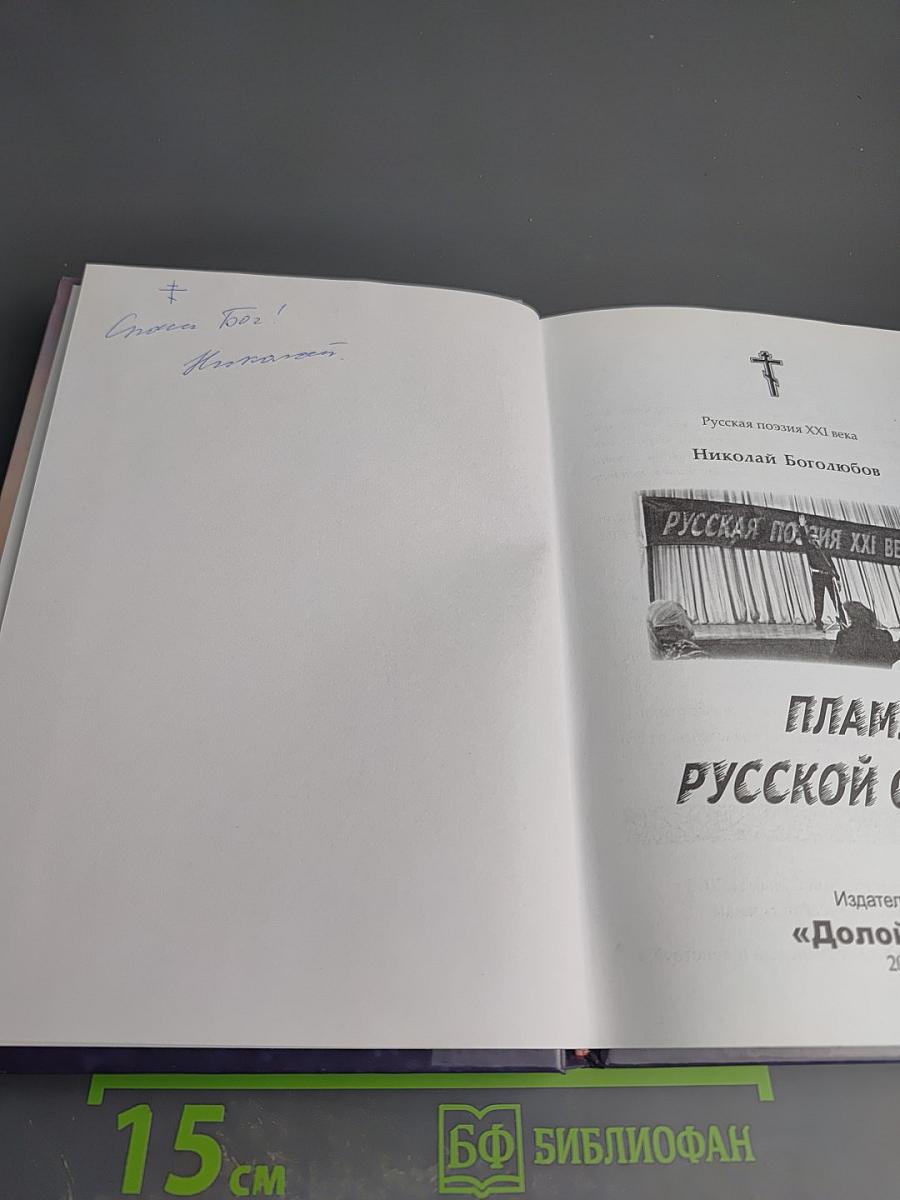 Спаси Бог!
Николай.
Русская поэзия XXI века
Николай Боголюбов
РУССКАЯ ПОЭЗИЯ XXI ВЕ
ПЛАМ
РУССКОЙ С
Издател
«Долой
20
15 см
БФ БИБЛИОФАН